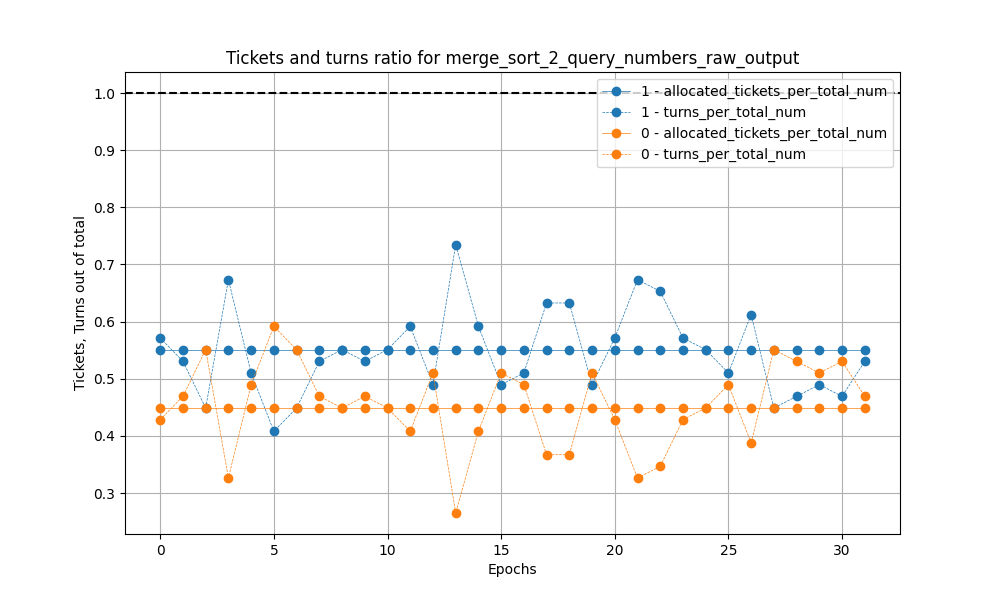 Tickets and turns ratio for merge_sort_2_query_numbers_raw_output
1 - allocated_tickets_per_total_num
1 - turns_per_total_num
0 - allocated_tickets_per_total_num
0 - turns_per_total_num
Tickets, Turns out of total
1.0
0.9
0.8
0.7
0.6
0.5
0.4
0.3
0 5 10 15 20 25 30
Epochs